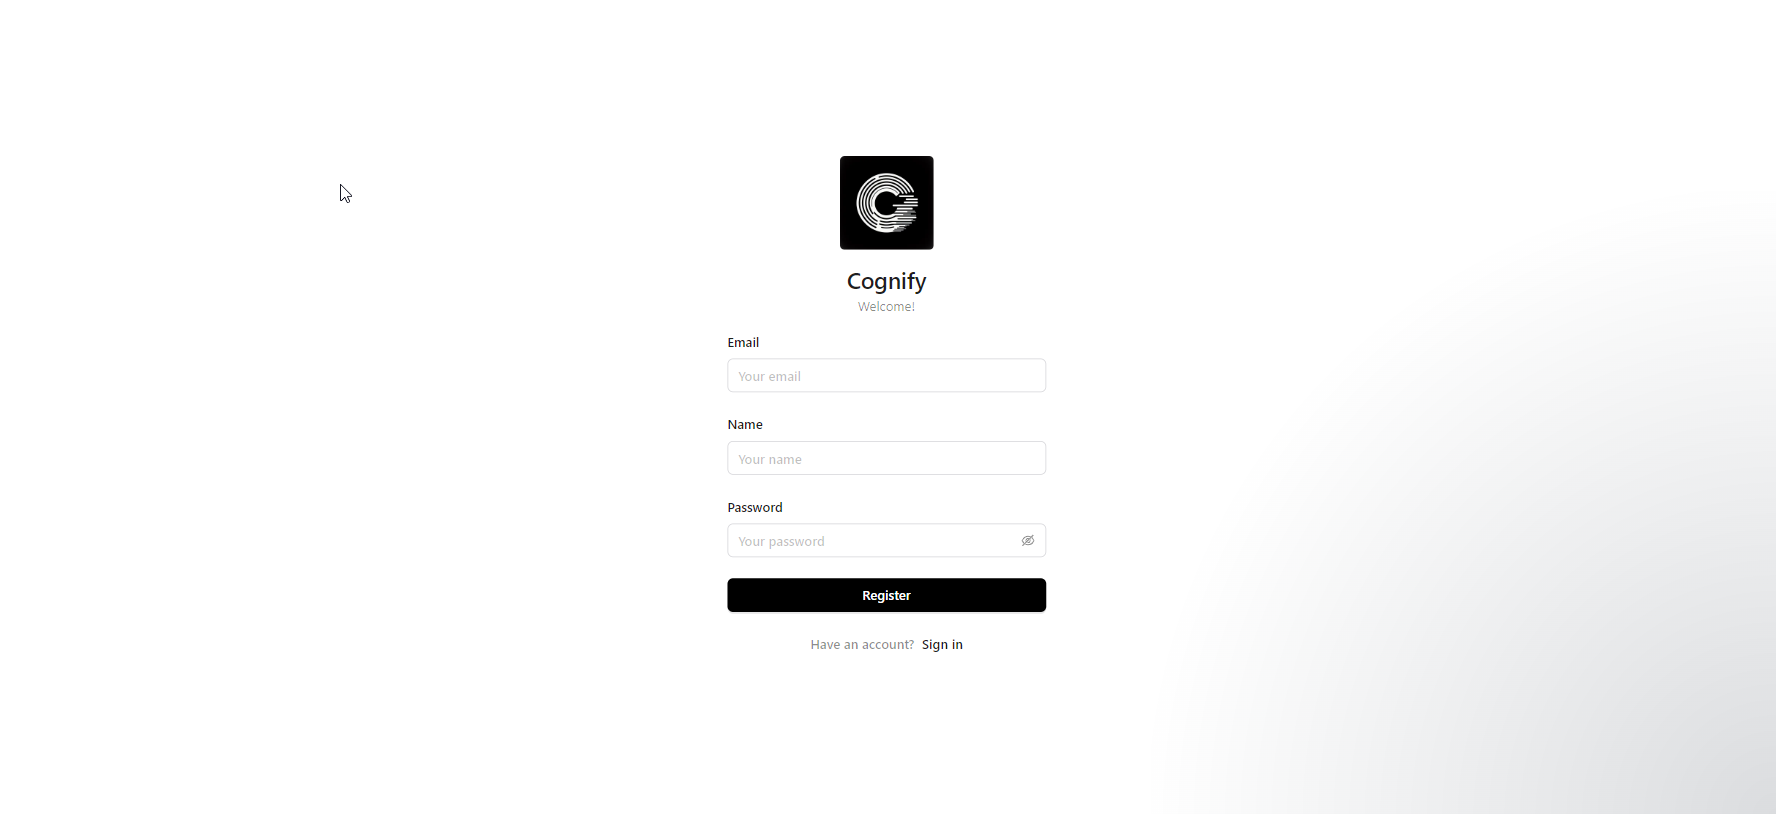 Cognify
Welcome!
Email
Your email
Name
Your name
Password
Your password
Register
Have an account? Sign in